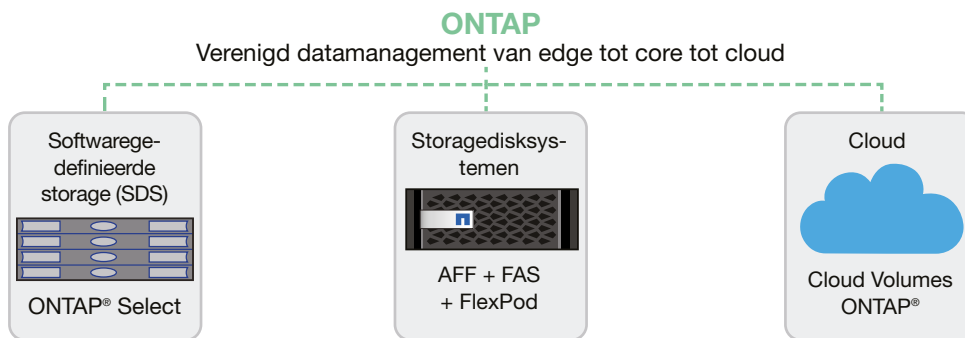 ONTAP
Verenigd datamanagement van edge tot core tot cloud
Softwarege-
definieerde
storage (SDS)
ONTAP® Select
Storagedisksys-
temen
AFF + FAS
+ FlexPod
Cloud
Cloud Volumes
ONTAP®